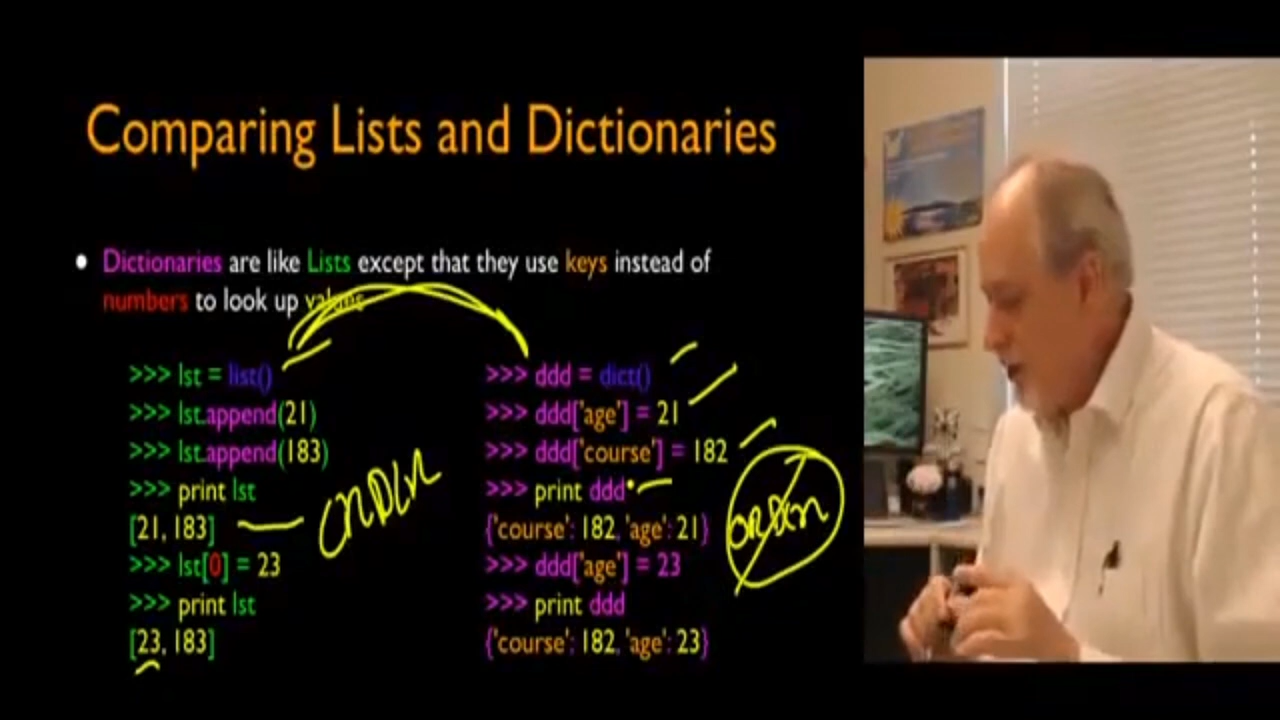 Comparing Lists and Dictionaries
• Dictionaries are like Lists except that they use keys instead of
numbers to look up values
>>> lst = list()
>>> lst.append(21)
>>> lst.append(183)
>>> print lst
[21, 183]
>>> lst[0] = 23
>>> print lst
[23, 183]
order
>>> ddd = dict()
>>> ddd['age'] = 21
>>> ddd['course'] = 182
>>> print ddd
{'course': 182, 'age': 21}
>>> ddd['age'] = 23
>>> print ddd
{'course': 182, 'age': 23}
order